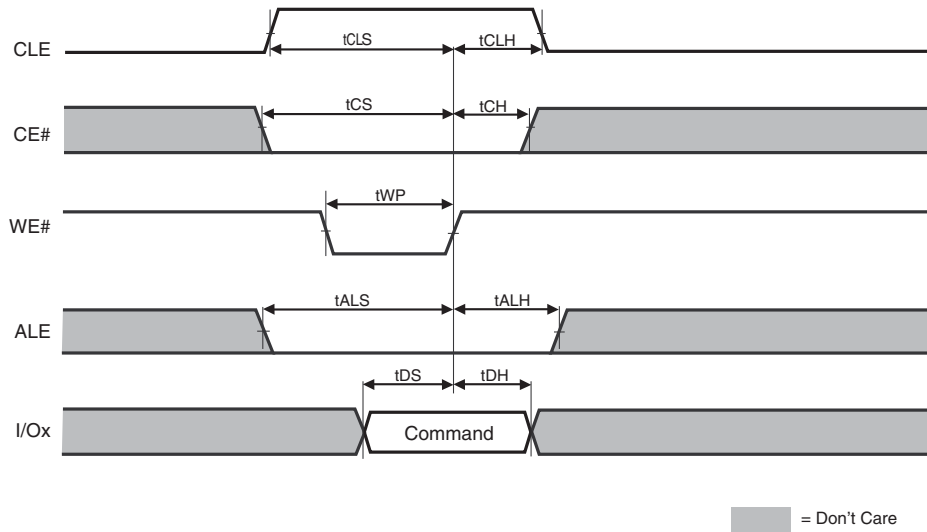 CLE tCLS tCLH
CE# tCS tCH
WE# tWP
ALE tALS tALH
I/Ox tDS tDH
Command
= Don't Care